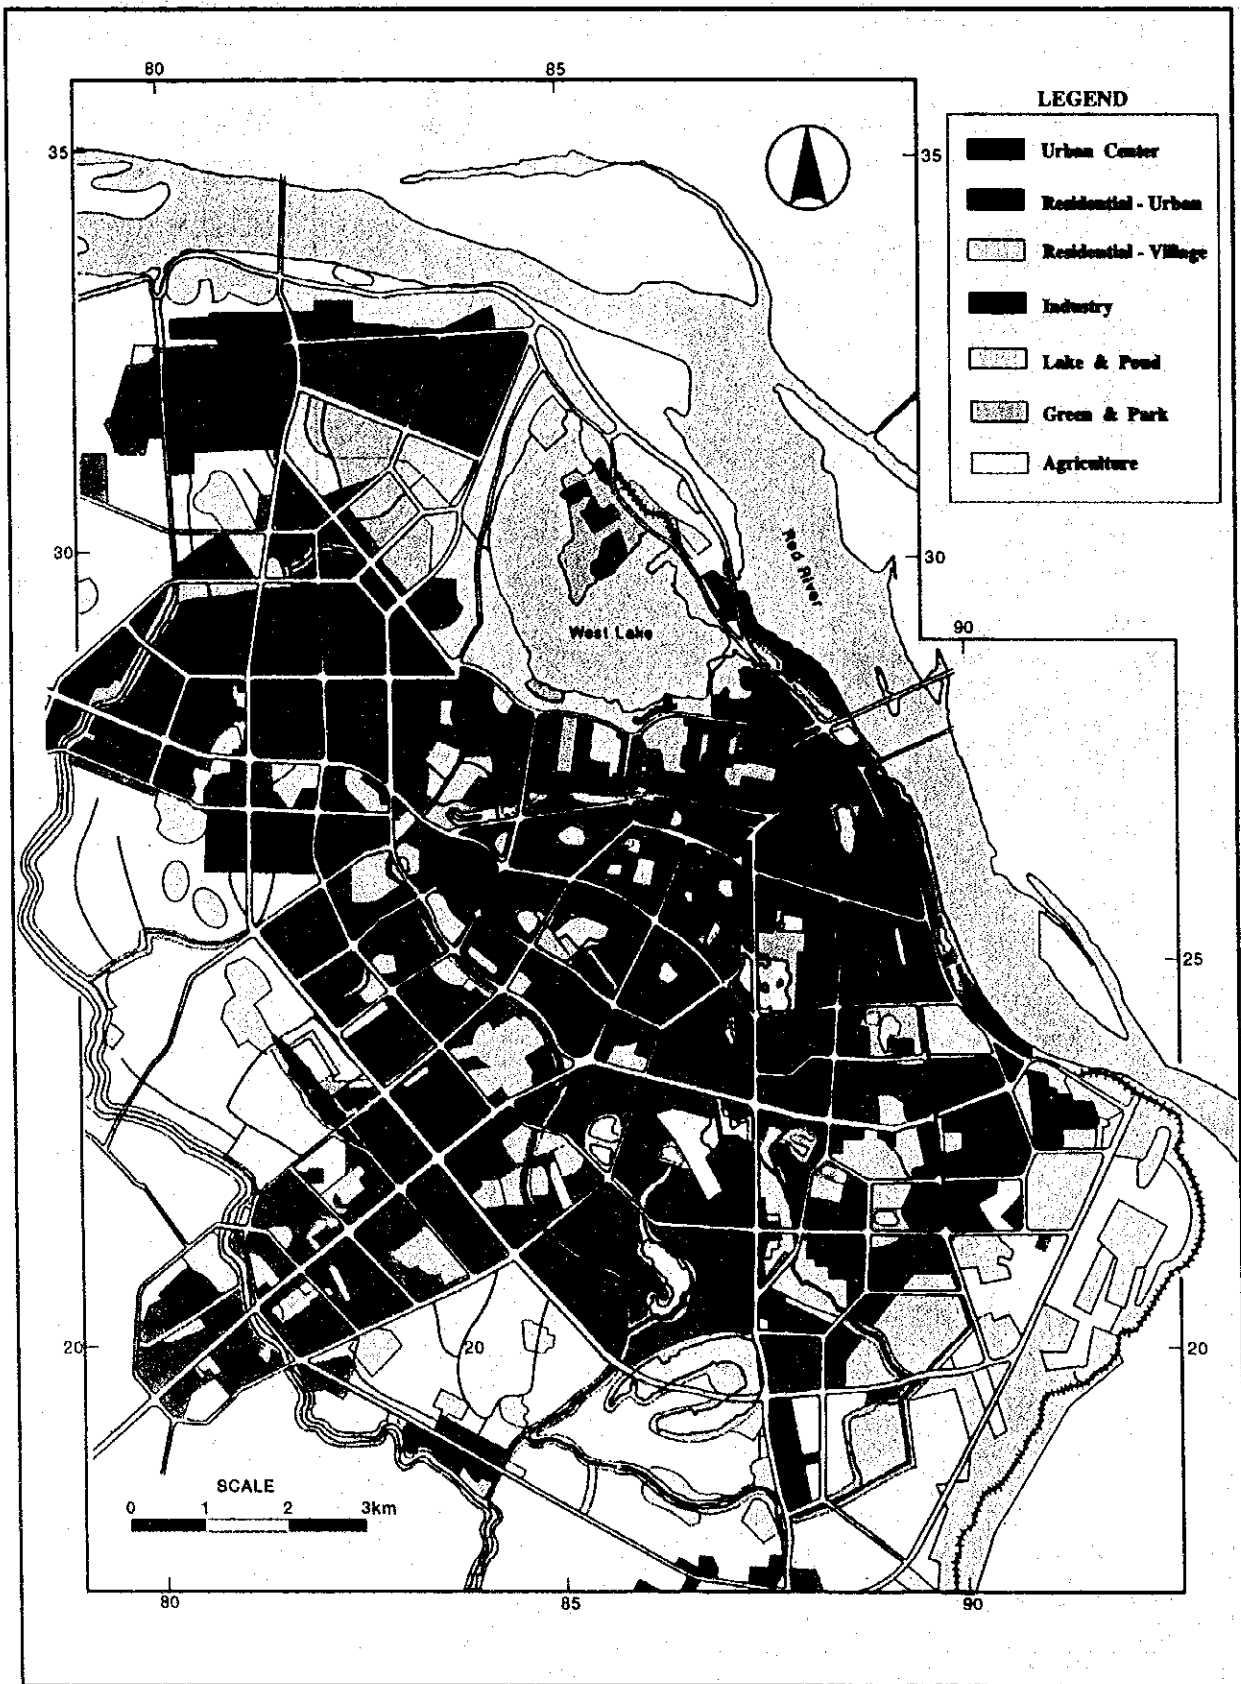 80
85
LEGEND
35
35
Urban Center
Residential - Urban
Residential - Village
Industry
Lake & Pond
Green & Park
Agriculture
30
30
Red River
West Lake
90
25
20
20
20
SCALE
0 1 2 3km
80
85
90